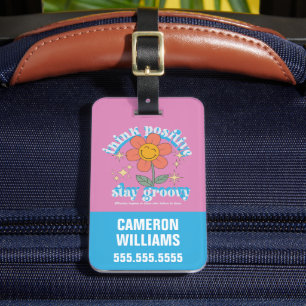 think positive
stay groovy
CAMERON
WILLIAMS
555.555.5555